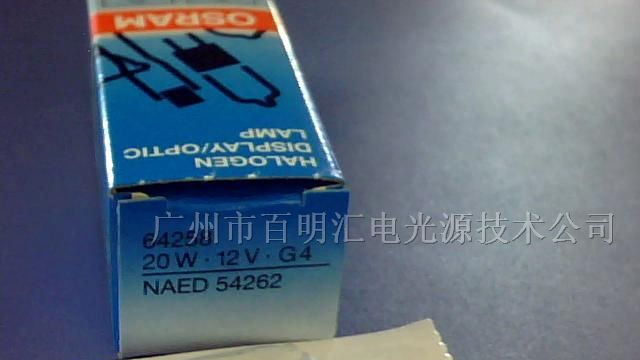 OSRAM
HALOGEN
DISPLAY/OPTIC
LAMP
广州市百明汇电光源技术公司
64258
20 W · 12 V · G4
NAED 54262